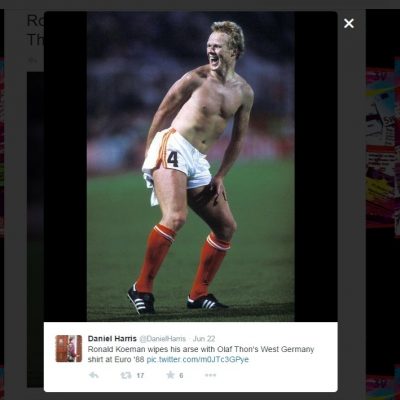 Ro
Th
4
Daniel Harris @DanielHarris · Jun 22
Ronald Koeman wipes his arse with Olaf Thon's West Germany
shirt at Euro '88 pic.twitter.com/m0JTc3GPye
17
6